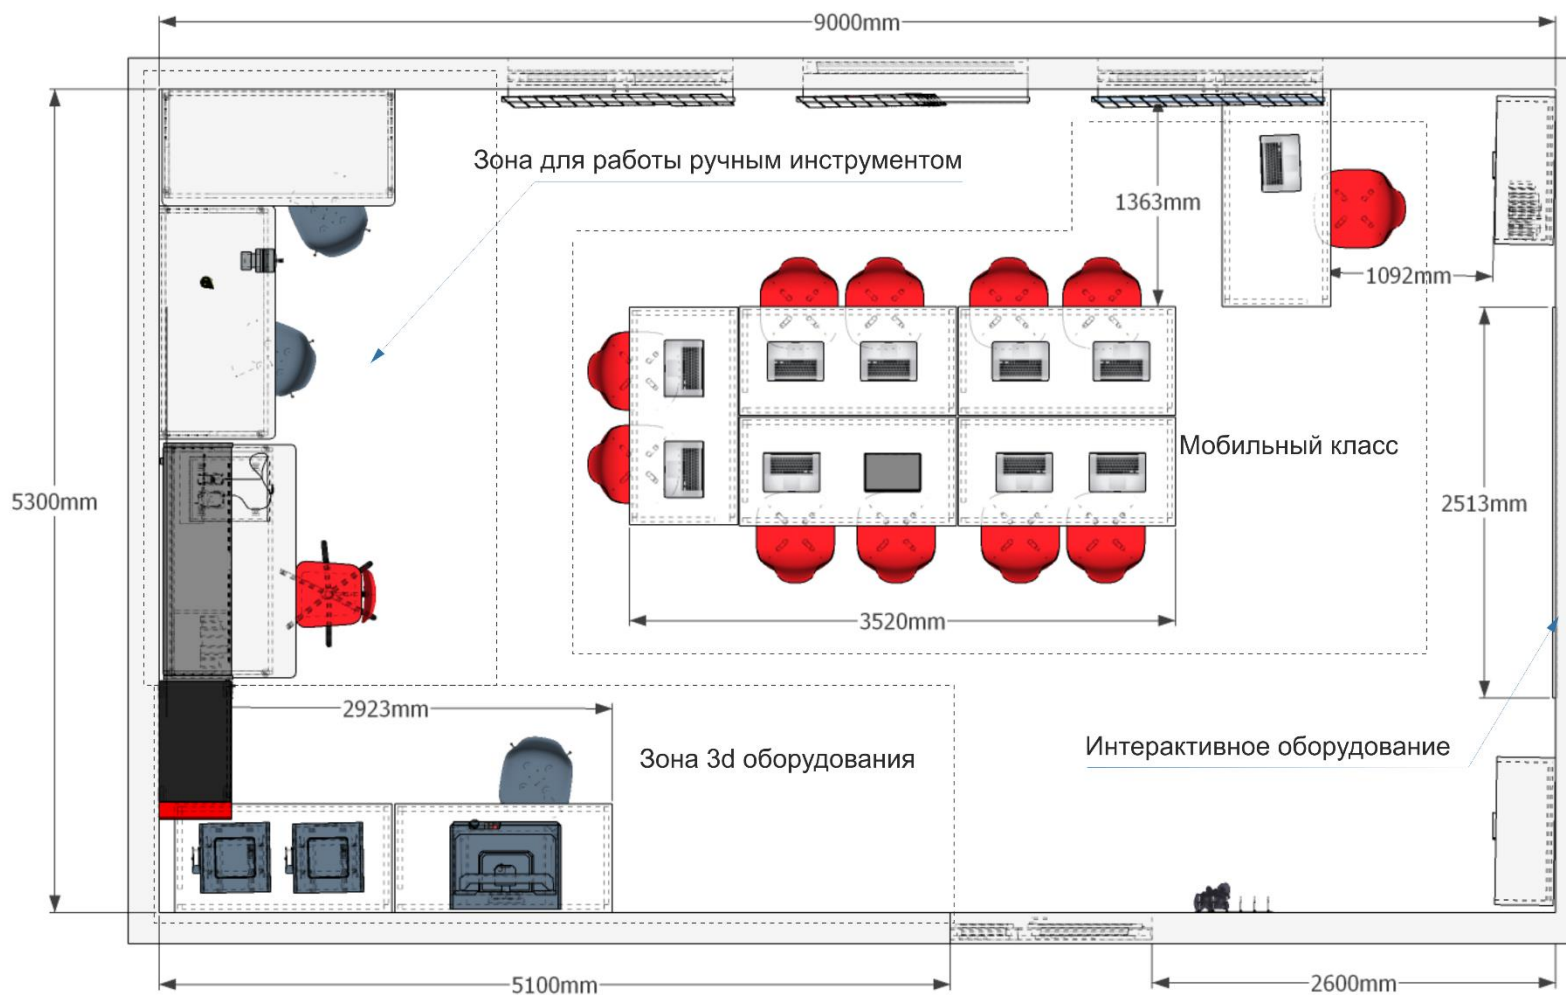 9000mm
Зона для работы ручным инструментом
1363mm
1092mm
Мобильный класс
5300mm
2513mm
3520mm
2923mm
Зона 3d оборудования
Интерактивное оборудование
5100mm
2600mm